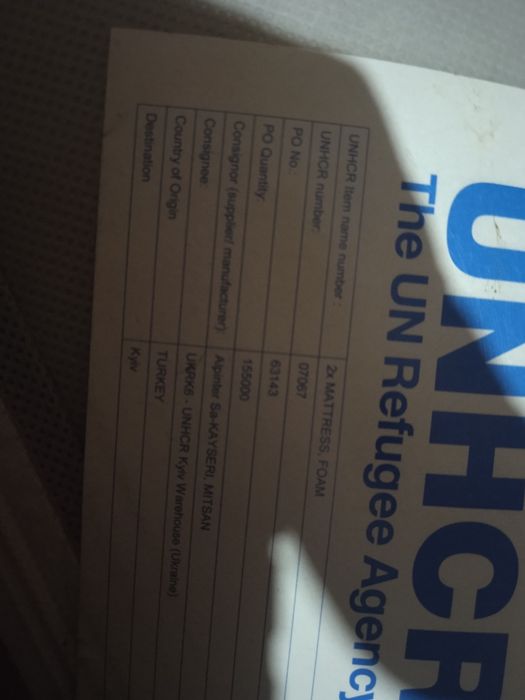 UNHCR
The UN Refugee Agency
UNHCR item name number : 2x MATTRESS, FOAM
UNHCR number: 07067
PO No : 63143
PO Quantity: 155000
Consignor (supplier/ manufacturer): Alpinter Sa-KAYSERI, MITSAN
Consignee: UKRK6 - UNHCR Kyiv Warehouse (Ukraine)
Country of Origin TURKEY
Destination Kyiv